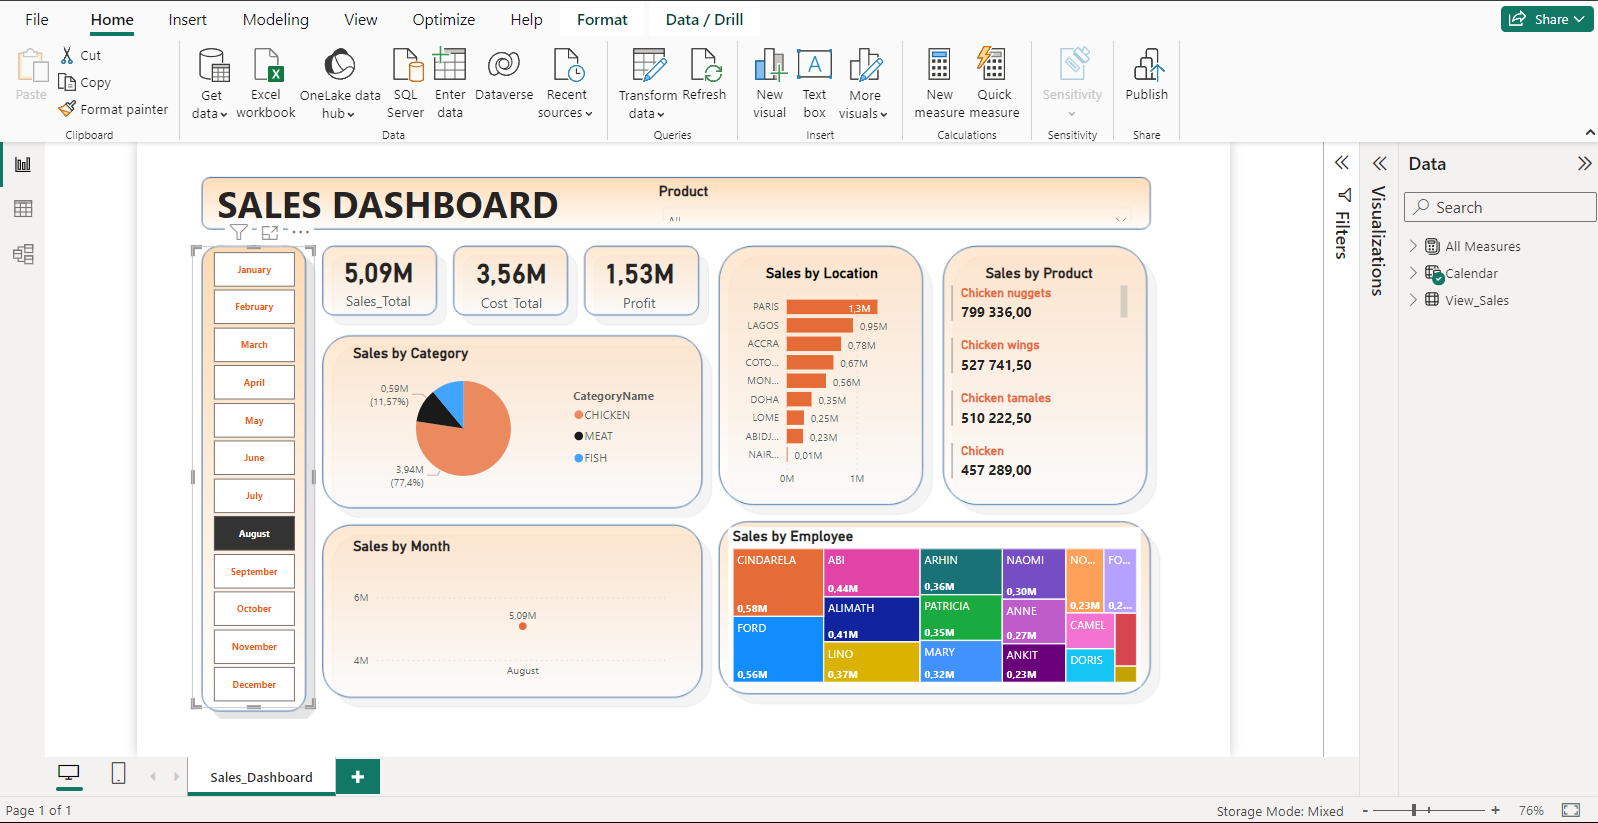 File Home Insert Modeling View Optimize Help Format Data / Drill Share
Paste
Cut
Copy
Format painter
Clipboard
Get data
Excel workbook
OneLake data hub
SQL Server
Enter data
Dataverse
Recent sources
Data
Transform data
Refresh
Queries
New visual
Text box
More visuals
Insert
New measure
Quick measure
Calculations
Sensitivity
Sensitivity
Publish
Share
SALES DASHBOARD
Product
All
January
February
March
April
May
June
July
August
September
October
November
December
5,09M
Sales_Total
3,56M
Cost Total
1,53M
Profit
Sales by Category
0,59M
(11,57%)
3,94M
(77,4%)
CategoryName
CHICKEN
MEAT
FISH
Sales by Month
6M
4M
5,09M
August
Sales by Location
PARIS 1,3M
LAGOS 0,95M
ACCRA 0,78M
COTO... 0,67M
MON... 0,56M
DOHA 0,35M
LOME 0,25M
ABIDJ... 0,23M
NAIR... 0,01M
0M 1M
Sales by Product
Chicken nuggets
799 336,00
Chicken wings
527 741,50
Chicken tamales
510 222,50
Chicken
457 289,00
Sales by Employee
CINDARELA
0,58M
FORD
0,56M
ABI
0,44M
ALIMATH
0,41M
LINO
0,37M
ARHIN
0,36M
PATRICIA
0,35M
MARY
0,32M
NAOMI
0,30M
ANNE
0,27M
ANKIT
0,23M
NO...
0,23M
FO...
0,2...
CAMEL
DORIS
Filters
Visualizations
Data
Search
All Measures
Calendar
View_Sales
Sales_Dashboard
Page 1 of 1
Storage Mode: Mixed
- + 76%